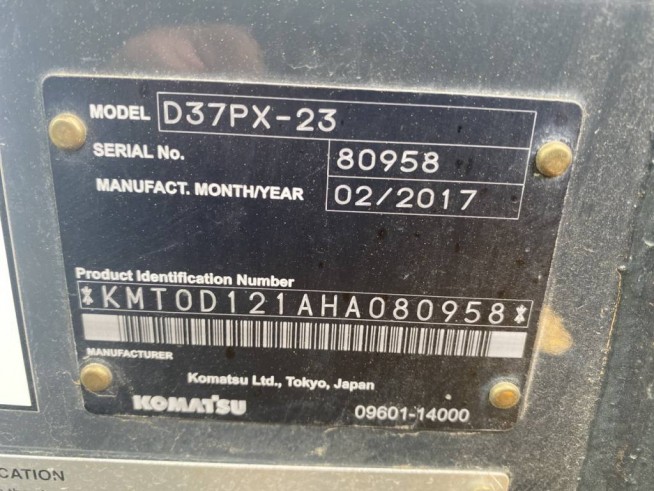 MODEL D37PX-23
SERIAL No. 80958
MANUFACT. MONTH/YEAR 02/2017
Product Identification Number
*KMT0D121AHA080958*
MANUFACTURER
Komatsu Ltd., Tokyo, Japan
KOMATSU 09601-14000
CATION